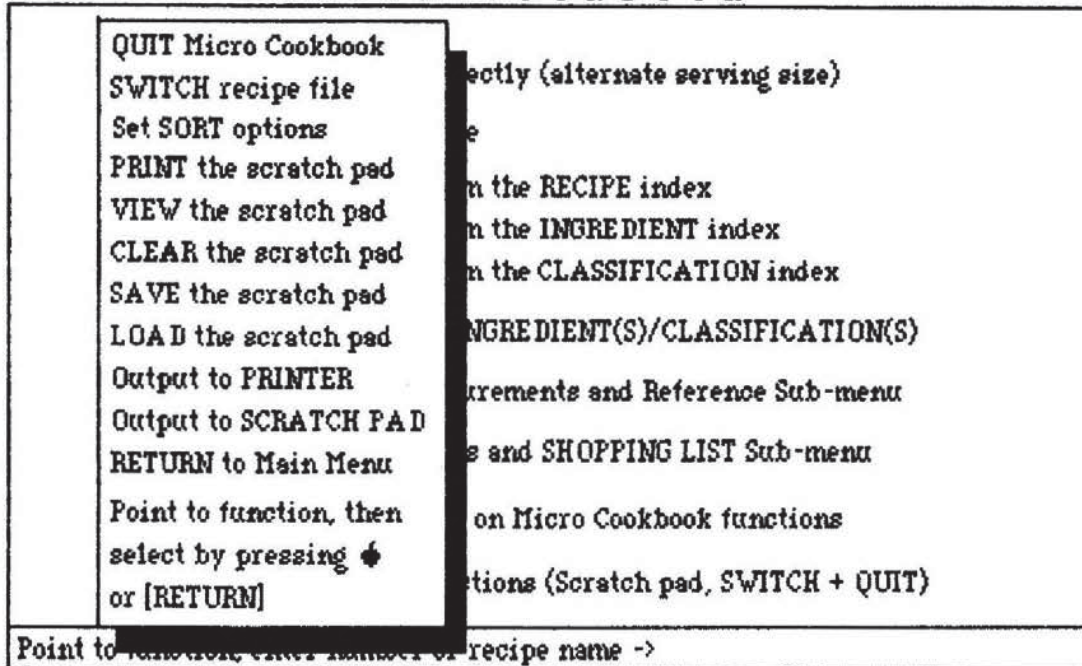 QUIT Micro Cookbook
SWITCH recipe file
Set SORT options
PRINT the scratch pad
VIEW the scratch pad
CLEAR the scratch pad
SAVE the scratch pad
LOAD the scratch pad
Output to PRINTER
Output to SCRATCH PAD
RETURN to Main Menu
Point to function, then
select by pressing
or [RETURN]
(alternate serving size)
the RECIPE index
the INGREDIENT index
the CLASSIFICATION index
/CLASSIFICATION(S)
and Reference Sub-menu
and SHOPPING LIST Sub-menu
on Micro Cookbook functions
(Scratch pad, SWITCH + QUIT)
Point to recipe name ->